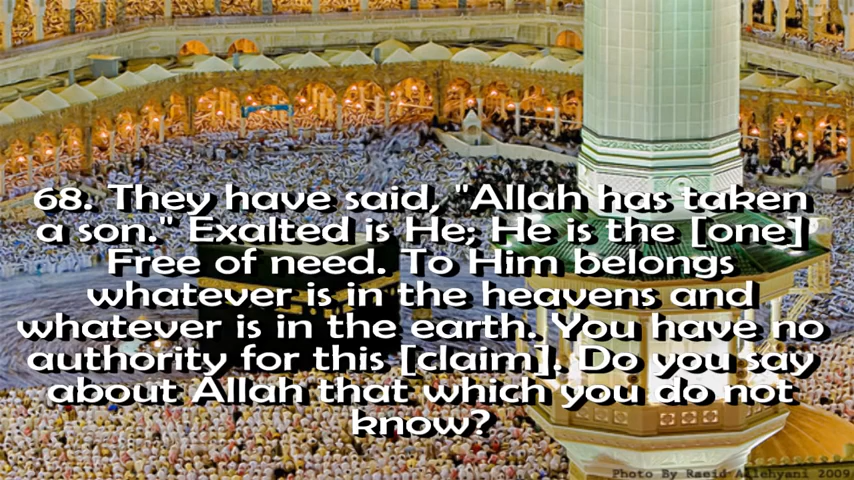 68. They have said, "Allah has taken
a son." Exalted is He; He is the [one]
Free of need. To Him belongs
whatever is in the heavens and
whatever is in the earth. You have no
authority for this [claim]. Do you say
about Allah that which you do not
know?
Photo By Raeid Allehyani 2009